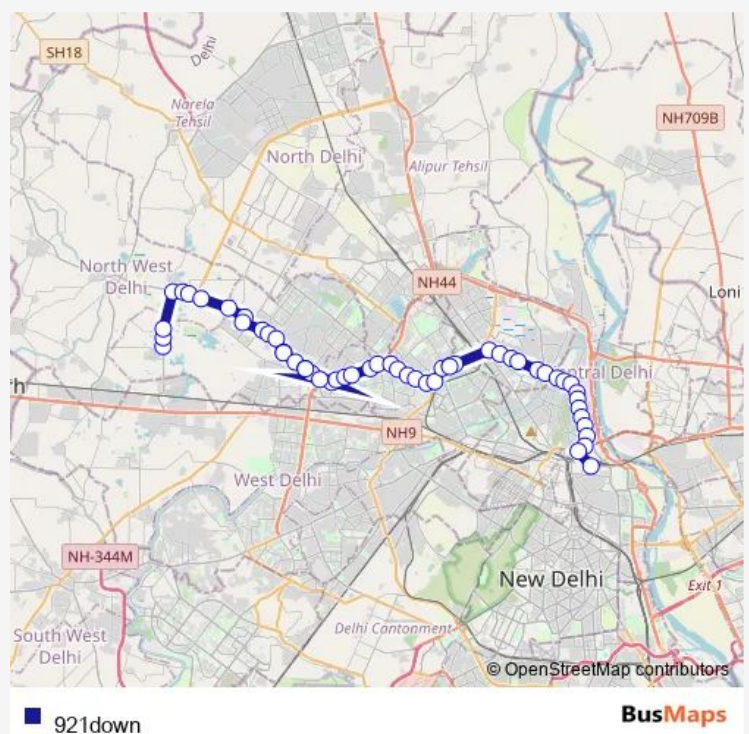 SH18
Delhi
Narela
Tehsil
NH709B
North Delhi
Alipur Tehsil
North West
Delhi
NH44
Loni
entral Delhi
NH9
West Delhi
NH-344M
New Delhi
Exit 1
South West
Delhi
Delhi Cantonment
© OpenStreetMap contributors
921down
BusMaps